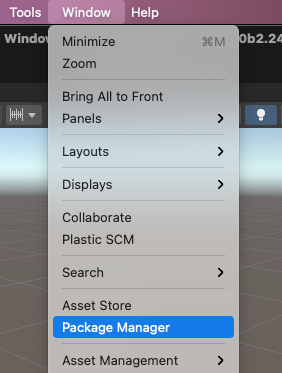 Tools Window Help
Window 0b2.24
Minimize ⌘M
Zoom
Bring All to Front
Panels
Layouts
Displays
Collaborate
Plastic SCM
Search
Asset Store
Package Manager
Asset Management